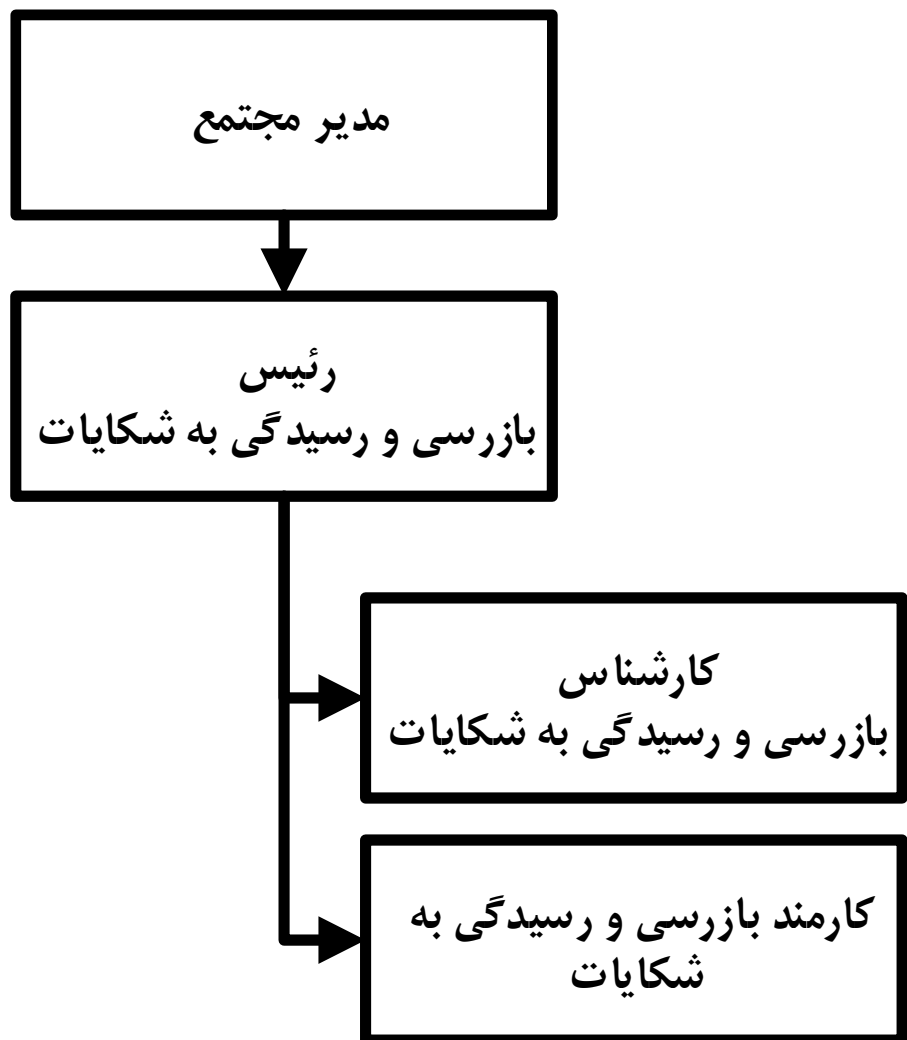 مدیر مجتمع
رئیس
بازرسی و رسیدگی به شکایات
کارشناس
بازرسی و رسیدگی به شکایات
کارمند بازرسی و رسیدگی به
شکایات